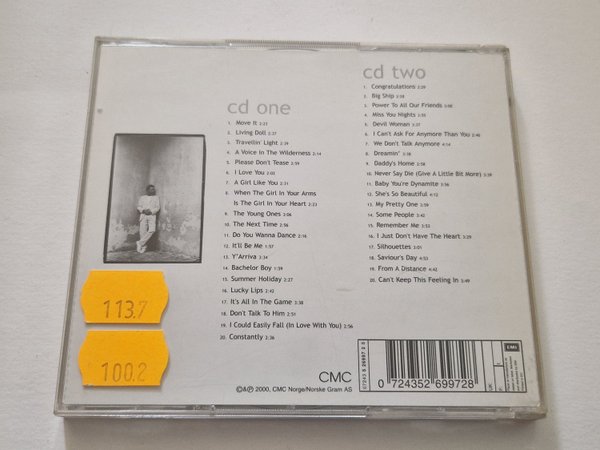 cd one
1. Move It 2:23
2. Living Doll 2:37
3. Travellin' Light 2:39
4. A Voice In The Wilderness 2:14
5. Please Don't Tease 2:59
6. I Love You 2:03
7. A Girl Like You 2:31
8. When The Girl In Your Arms
Is The Girl In Your Heart 2:23
9. The Young Ones 3:06
10. The Next Time 2:56
11. Do You Wanna Dance 2:16
12. It'll Be Me 1:57
13. Y'Arriva 3:34
14. Bachelor Boy 1:59
15. Summer Holiday 2:27
16. Lucky Lips 2:42
17. It's All In The Game 2:38
18. Don't Talk To Him 2:51
19. I Could Easily Fall (In Love With You) 2:56
20. Constantly 2:36
cd two
1. Congratulations 2:29
2. Big Ship
3. Power To All Our Friends 3:00
4. Miss You Nights 3:55
5. Devil Woman 3:37
6. I Can't Ask For Anymore Than You 2:40
7. We Don't Talk Anymore 4:14
8. Dreamin' 3:38
9. Daddy's Home 2:58
10. Never Say Die (Give A Little Bit More) 3:39
11. Baby You're Dynamite 3:36
12. She's So Beautiful 4:12
13. My Pretty One 3:59
14. Some People 3:42
15. Remember Me 3:53
16. I Just Don't Have The Heart 3:29
17. Silhouettes 3:01
18. Saviour's Day 4:53
19. From A Distance 4:42
20. Can't Keep This Feeling In 3:49
113.7
100.2
CMC
©&℗ 2000, CMC Norge/Norske Gram AS
0 724352 699728
EMI